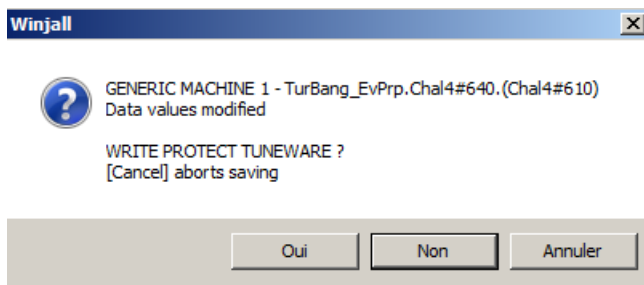 Winjall
GENERIC MACHINE 1 - TurBang_EvPrp.Chal4#640.(Chal4#610)
Data values modified
WRITE PROTECT TUNEWARE ?
[Cancel] aborts saving
Oui Non Annuler